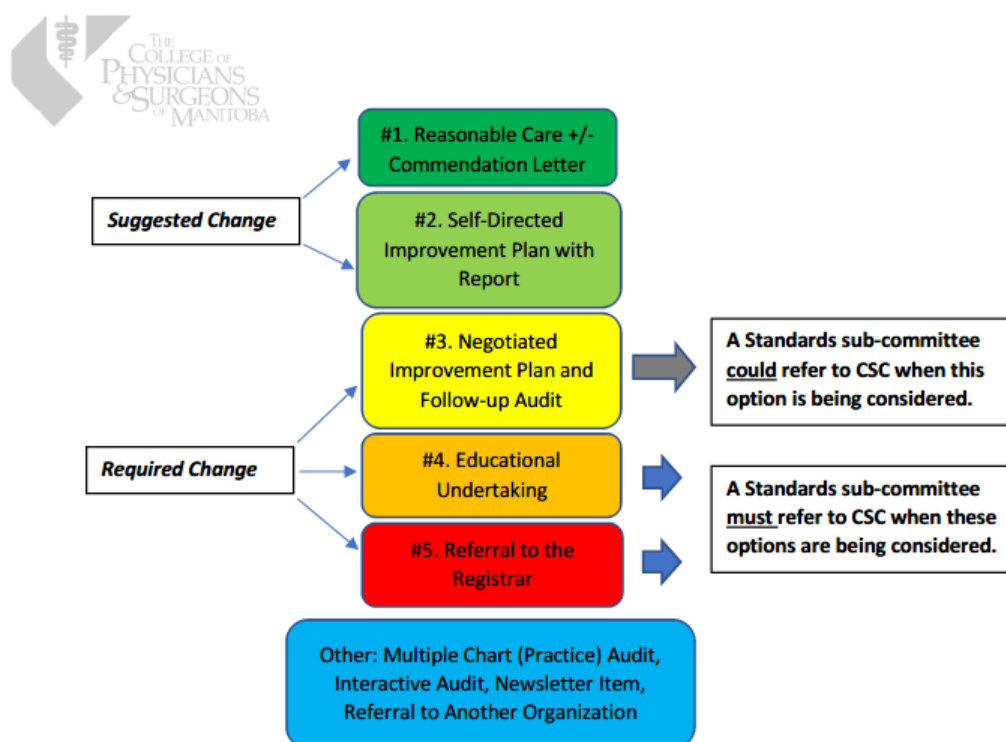 THE
COLLEGE OF
PHYSICIANS
&SURGEONS
OF MANITOBA
#1. Reasonable Care +/-
Commendation Letter
Suggested Change
#2. Self-Directed
Improvement Plan with
Report
#3. Negotiated
Improvement Plan and
Follow-up Audit
A Standards sub-committee
could refer to CSC when this
option is being considered.
Required Change
#4. Educational
Undertaking
A Standards sub-committee
must refer to CSC when these
options are being considered.
#5. Referral to the
Registrar
Other: Multiple Chart (Practice) Audit,
Interactive Audit, Newsletter Item,
Referral to Another Organization